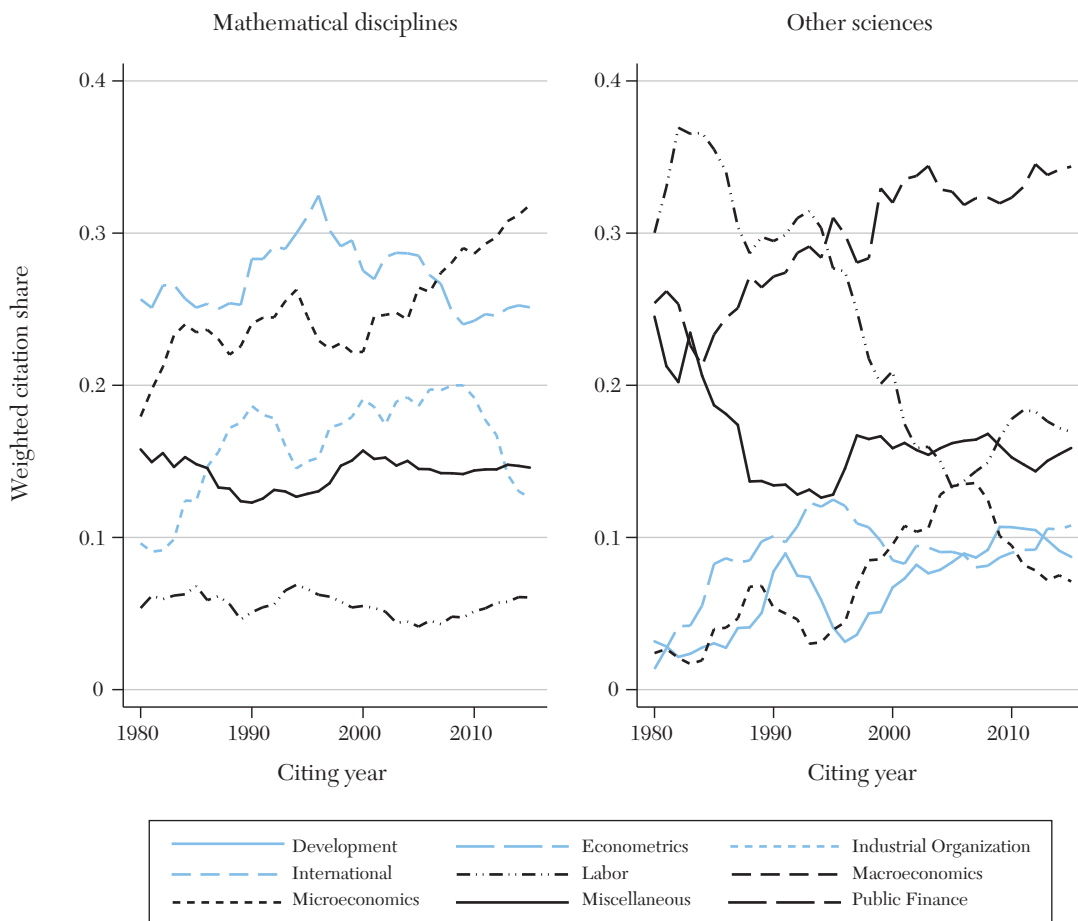 Mathematical disciplines
Other sciences
Weighted citation share
0.4
0.3
0.2
0.1
0
1980 1990 2000 2010
Citing year
0.4
0.3
0.2
0.1
0
1980 1990 2000 2010
Citing year
Development Econometrics Industrial Organization
International Labor Macroeconomics
Microeconomics Miscellaneous Public Finance